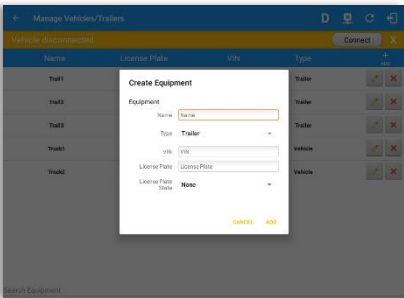 Manage Vehicles/Trailers D
Vehicle disconnected Connect X
Name License Plate VIN Type + ADD
Trail1 Trailer
Trail2 Trailer
Trail3 Trailer
Truck1 Vehicle
Truck2 Vehicle
Create Equipment
Equipment
Name Name
Type Trailer
VIN VIN
License Plate License Plate
License Plate State None
CANCEL ADD
Search Equipment